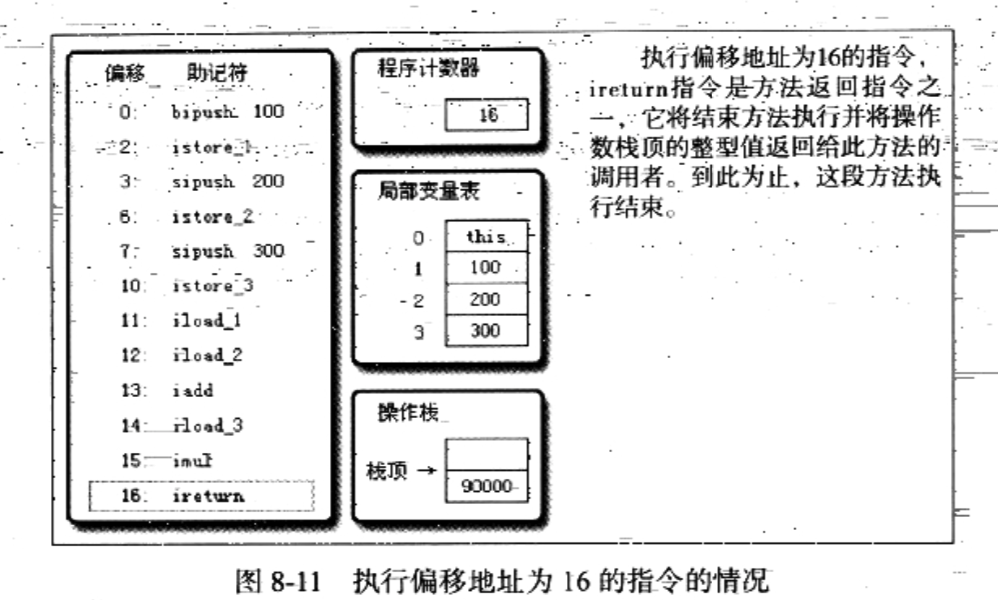 偏移 助记符
0: bipush 100
2: istore_1
3: sipush 200
6: istore_2
7: sipush 300
10: istore_3
11: iload_1
12: iload_2
13: iadd
14: iload_3
15: imul
16: ireturn
程序计数器
16
局部变量表
0 this
1 100
2 200
3 300
操作栈
栈顶 →
90000
执行偏移地址为16的指令,
ireturn指令是方法返回指令之
一,它将结束方法执行并将操作
数栈顶的整型值返回给此方法的
调用者。到此为止,这段方法执
行结束。
图 8-11 执行偏移地址为 16 的指令的情况